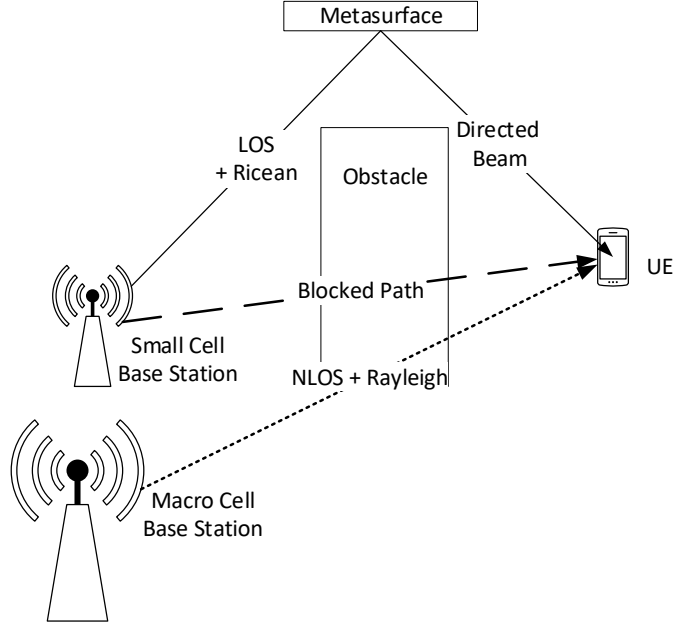 Metasurface
LOS
+ Ricean
Directed
Beam
Obstacle
UE
Blocked Path
Small Cell
Base Station
NLOS + Rayleigh
Macro Cell
Base Station